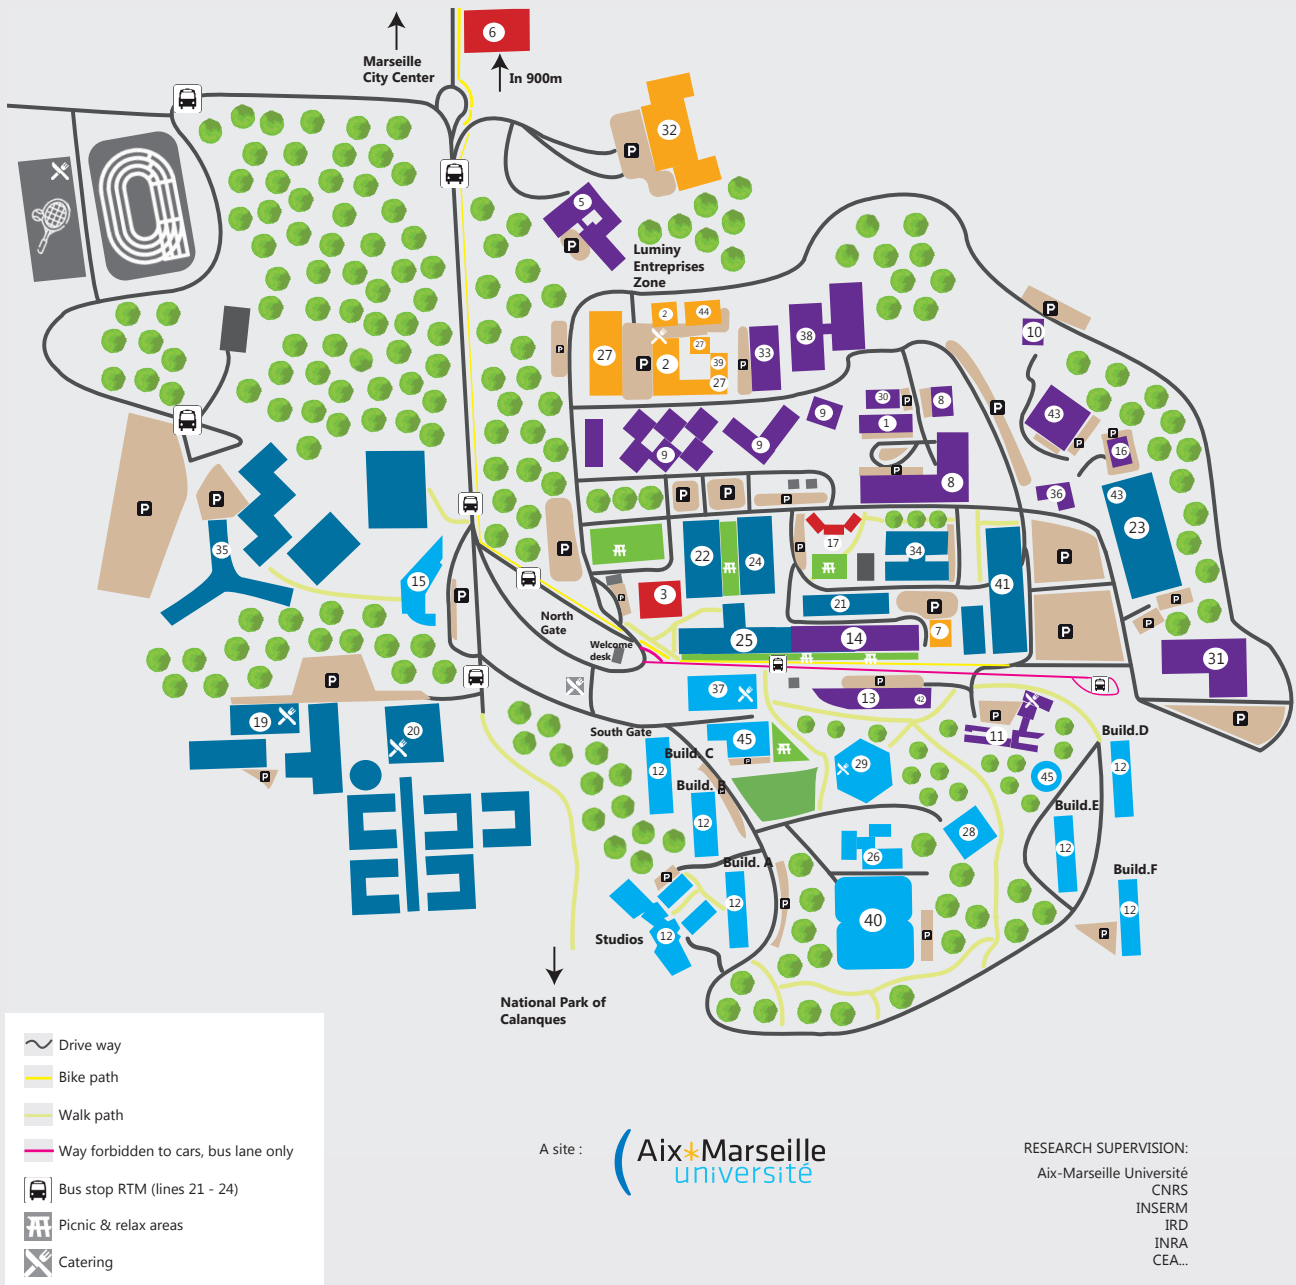 6
Marseille
City Center
In 900m
32
P
5
P
Luminy
Entreprises
Zone
2
44
27
2
27
39
27
P
P
P
33
38
10
P
30
P
8
1
9
9
9
P
8
P
43
P
P
16
36
43
23
P
P
35
15
P
P
P
P
P
22
24
P
17
34
41
P
P
P
3
21
P
7
P
P
North
Gate
Welcome
desk
25
14
31
P
P
19
20
P
37
13
42
P
P
11
South Gate
Build. C
12
45
P
29
45
Build.D
12
Build. B
P
12
Build.E
12
28
26
Build. A
12
P
P
40
P
Build.F
12
P
Studios
12
National Park of
Calanques
Drive way
Bike path
Walk path
Way forbidden to cars, bus lane only
Bus stop RTM (lines 21 - 24)
Picnic & relax areas
Catering
A site :
Aix Marseille
université
RESEARCH SUPERVISION:
Aix-Marseille Université
CNRS
INSERM
IRD
INRA
CEA...